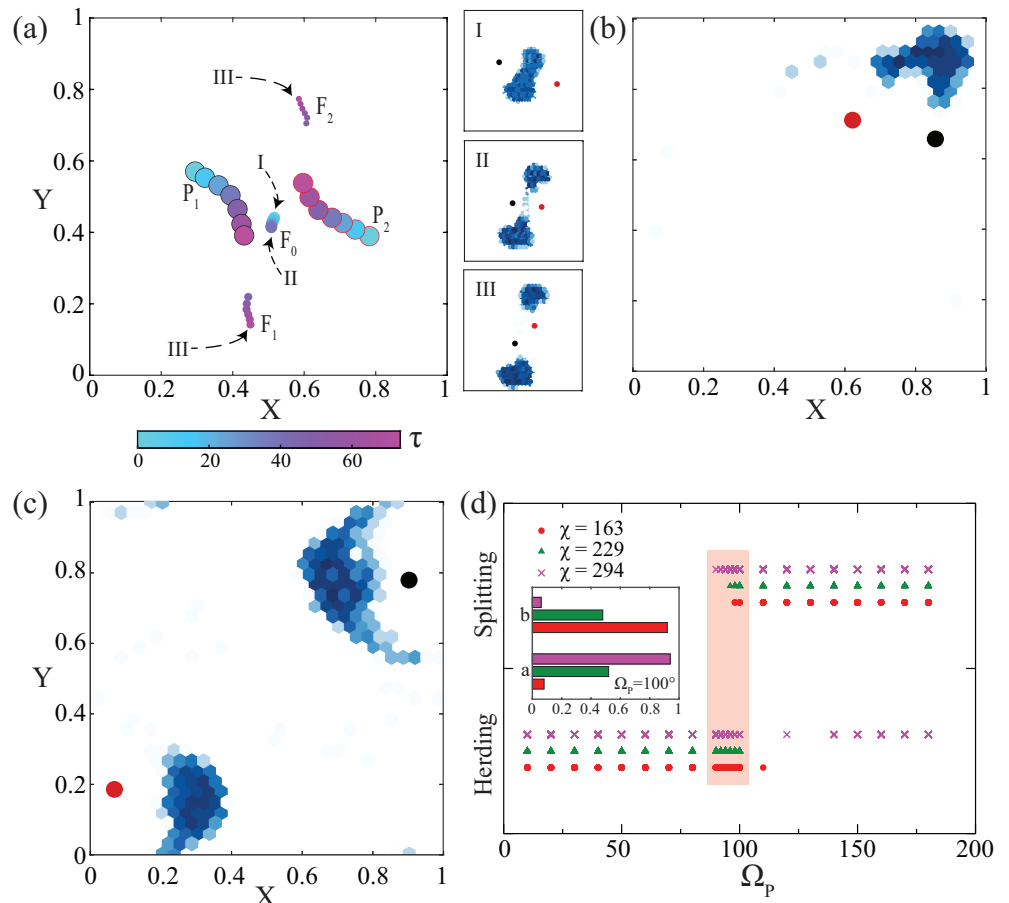 (a)
1
0.8
0.6
0.4
0.2
0
Y
0
0.2
0.4
0.6
0.8
1
X
III
F2
I
P1
P2
F0
II
III
F1
0
20
40
60
τ
I
II
III
(b)
0
0.2
0.4
0.6
0.8
1
X
(c)
1
0.8
0.6
0.4
0.2
0
Y
0
0.2
0.4
0.6
0.8
1
X
(d)
χ = 163
χ = 229
χ = 294
Splitting
Herding
b
a
ΩP=100°
0
0.2
0.4
0.6
0.8
1
0
50
100
150
200
ΩP